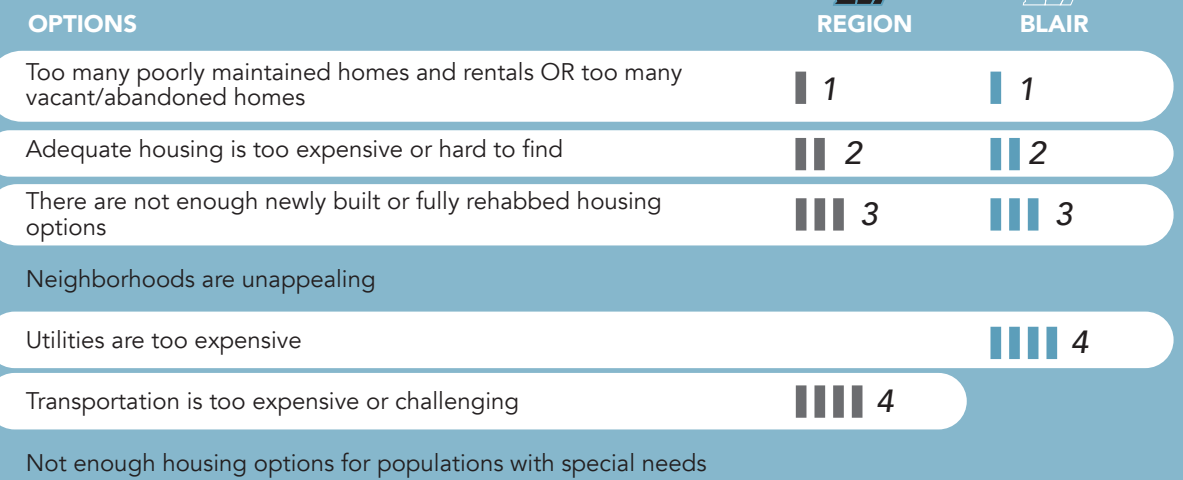 OPTIONS REGION BLAIR
Too many poorly maintained homes and rentals OR too many
vacant/abandoned homes
1 1
Adequate housing is too expensive or hard to find 2 2
There are not enough newly built or fully rehabbed housing
options
3 3
Neighborhoods are unappealing
Utilities are too expensive 4
Transportation is too expensive or challenging 4
Not enough housing options for populations with special needs